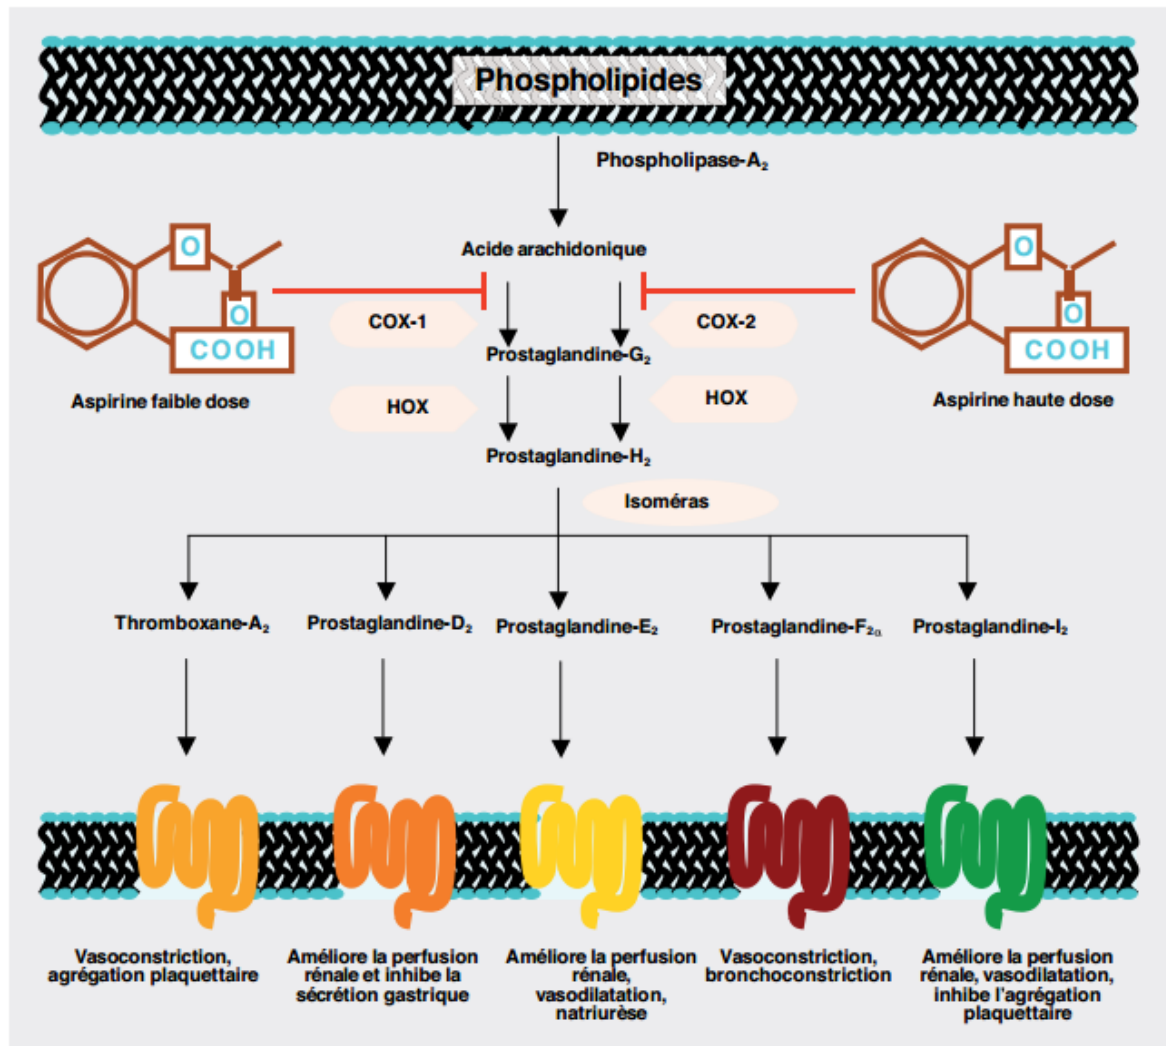 Phospholipides
Phospholipase-A₂
Acide arachidonique
O
O
COOH
Aspirine faible dose
COX-1
COX-2
O
O
COOH
Aspirine haute dose
Prostaglandine-G₂
HOX
HOX
Prostaglandine-H₂
Isoméras
Thromboxane-A₂
Prostaglandine-D₂
Prostaglandine-E₂
Prostaglandine-F₂α
Prostaglandine-I₂
Vasoconstriction,
agrégation plaquettaire
Améliore la perfusion
rénale et inhibe la
sécrétion gastrique
Améliore la perfusion
rénale,
vasodilatation,
natriurèse
Vasoconstriction,
bronchoconstriction
Améliore la perfusion
rénale, vasodilatation,
inhibe l'agrégation
plaquettaire